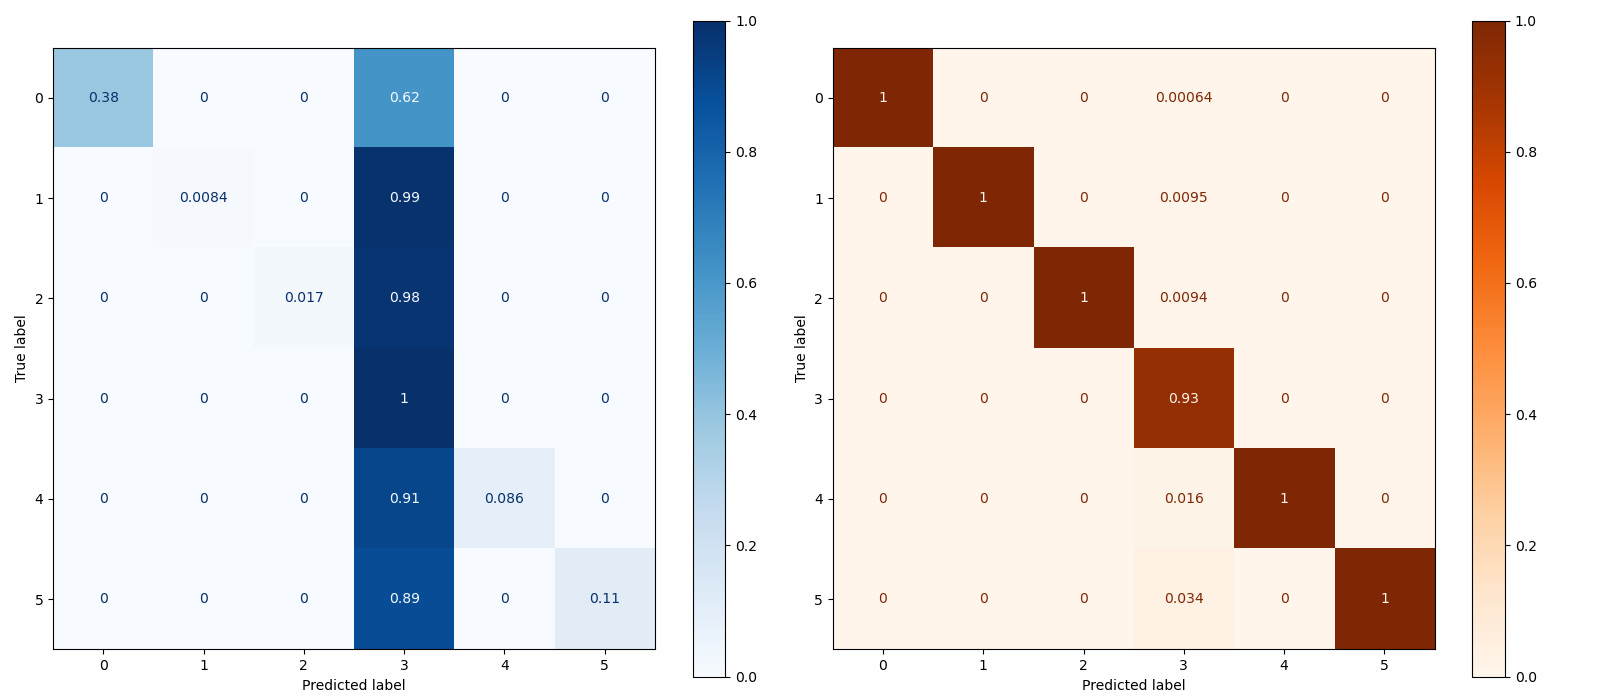 0 0.38 0 0 0.62 0 0
1 0 0.0084 0 0.99 0 0
2 0 0 0.017 0.98 0 0
3 0 0 0 1 0 0
4 0 0 0 0.91 0.086 0
5 0 0 0 0.89 0 0.11
0 1 2 3 4 5
True label
Predicted label
1.0
0.8
0.6
0.4
0.2
0.0
0 1 0 0 0.00064 0 0
1 0 1 0 0.0095 0 0
2 0 0 1 0.0094 0 0
3 0 0 0 0.93 0 0
4 0 0 0 0.016 1 0
5 0 0 0 0.034 0 1
0 1 2 3 4 5
True label
Predicted label
1.0
0.8
0.6
0.4
0.2
0.0